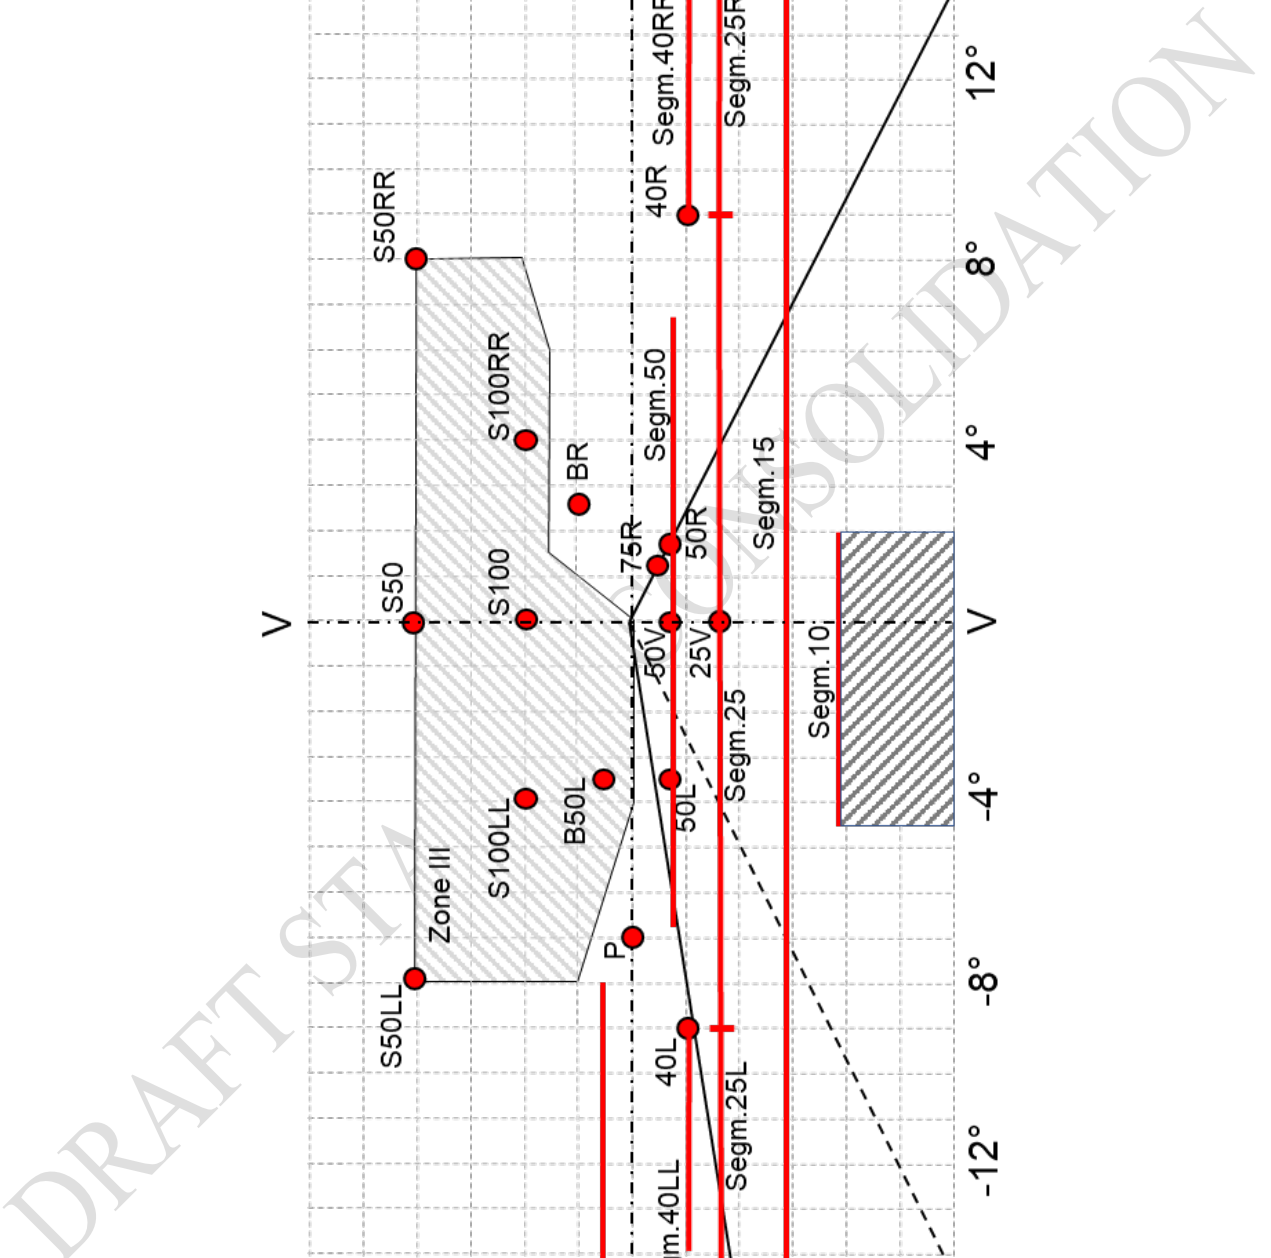 V
S50LL
S50
S50RR
Zone III
S100LL
S100
S100RR
B50L
BR
P
75R
50V
50L
50R
Segm.50
40L
40R
gm.40LL
Segm.40RR
25V
Segm.25L
Segm.25
Segm.25R
Segm.15
Segm.10
-12°
-8°
-4°
V
4°
8°
12°
DRAFT STA
CONSOLIDATION